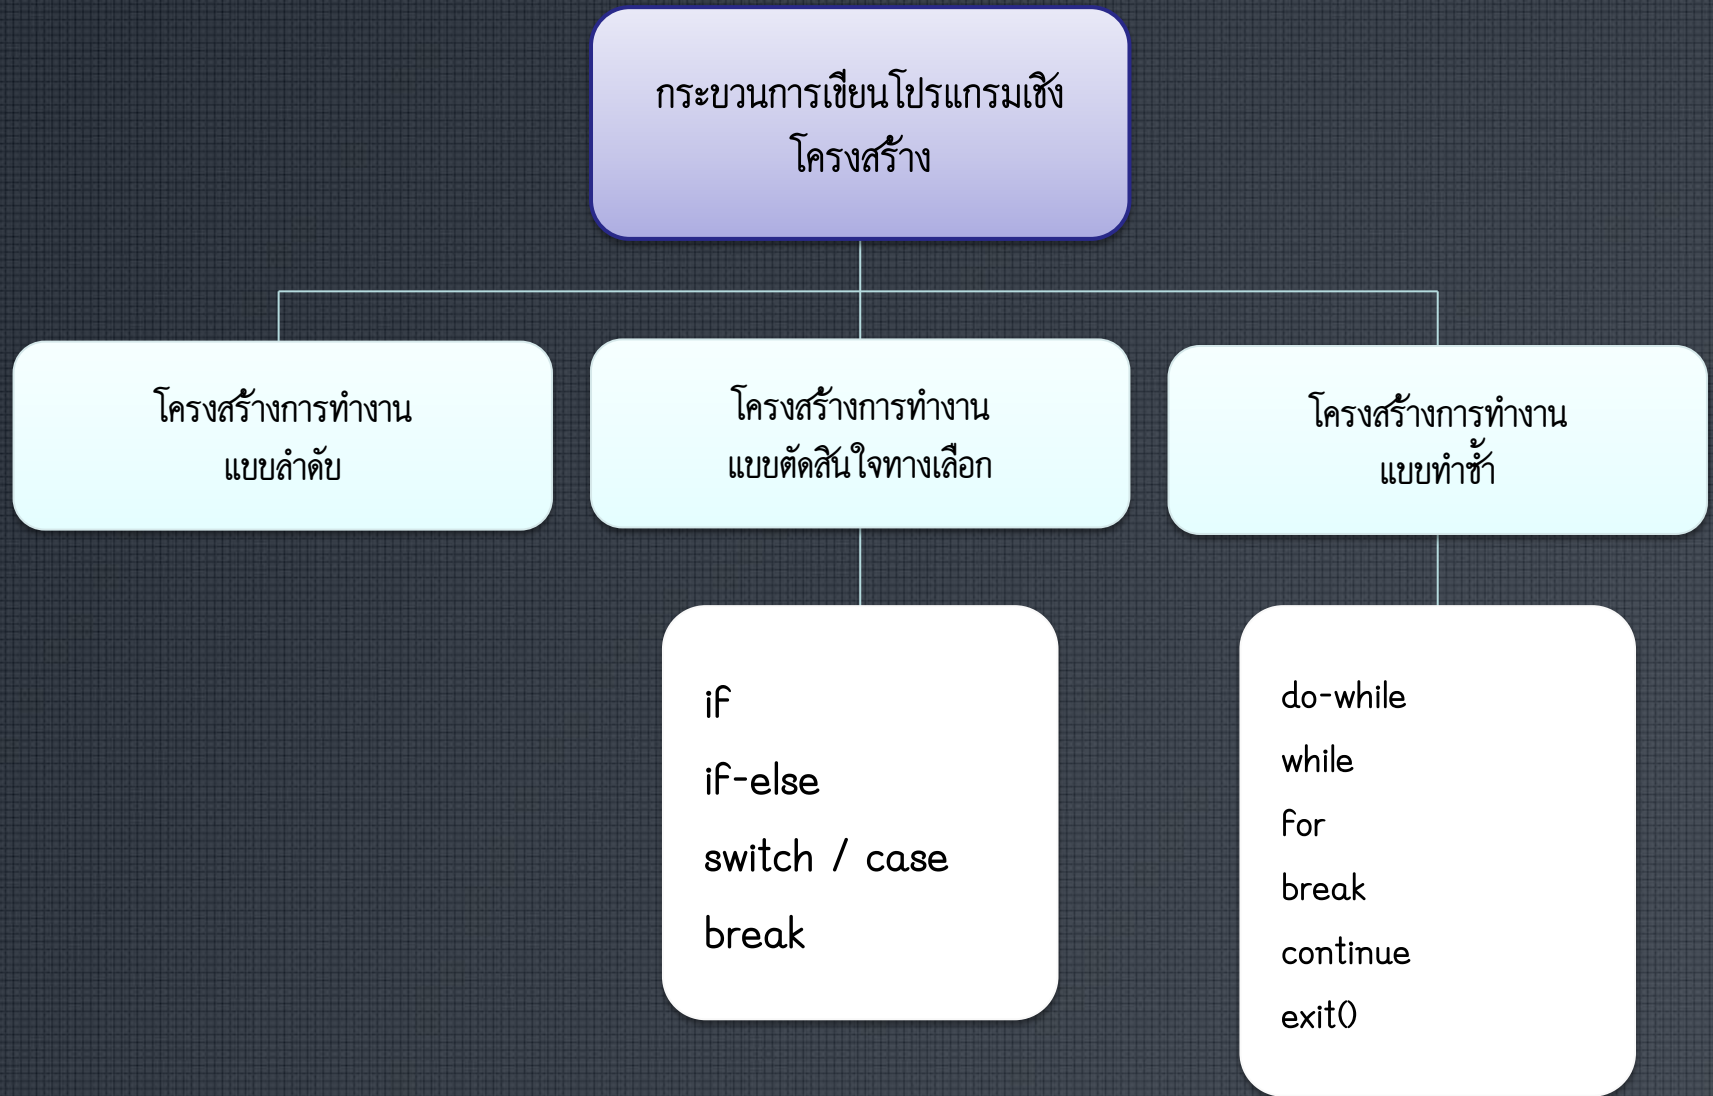 กระบวนการเขียนโปรแกรมเชิง
โครงสร้าง
โครงสร้างการทำงาน
แบบลำดับ
โครงสร้างการทำงาน
แบบตัดสินใจทางเลือก
โครงสร้างการทำงาน
แบบทำซ้ำ
if
if-else
switch / case
break
do-while
while
for
break
continue
exit()